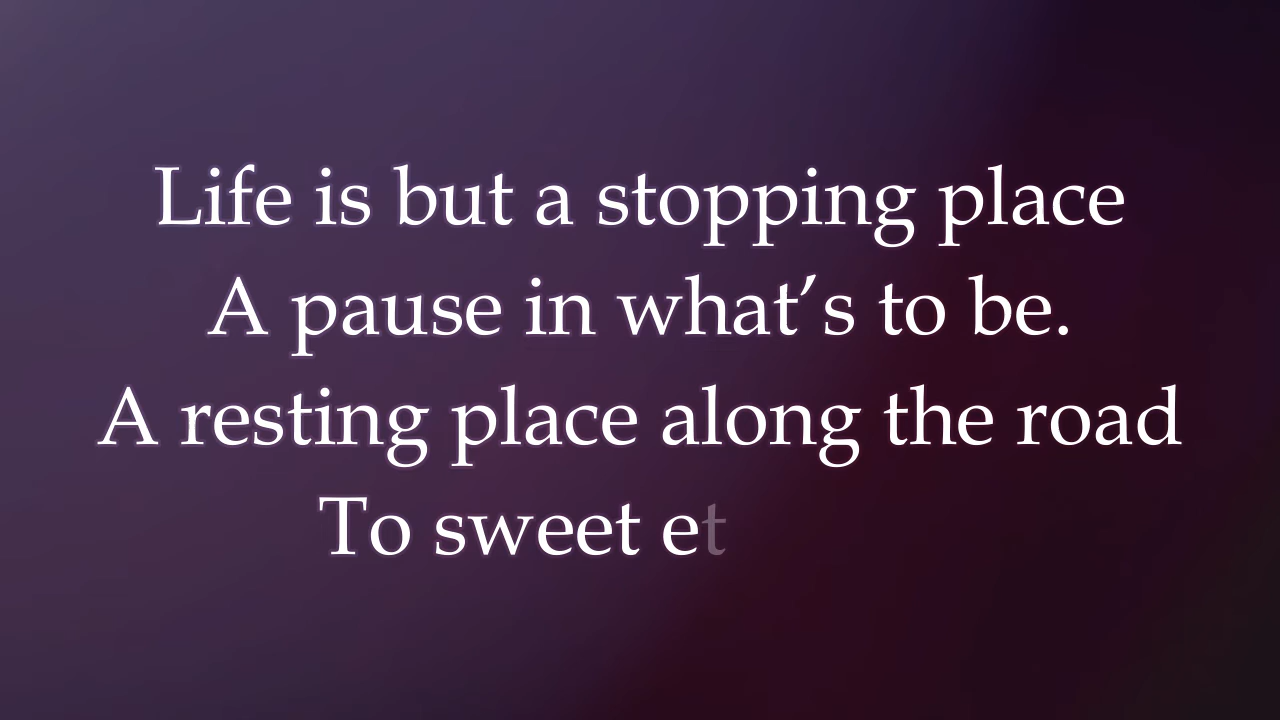 Life is but a stopping place
A pause in what’s to be.
A resting place along the road
To sweet et